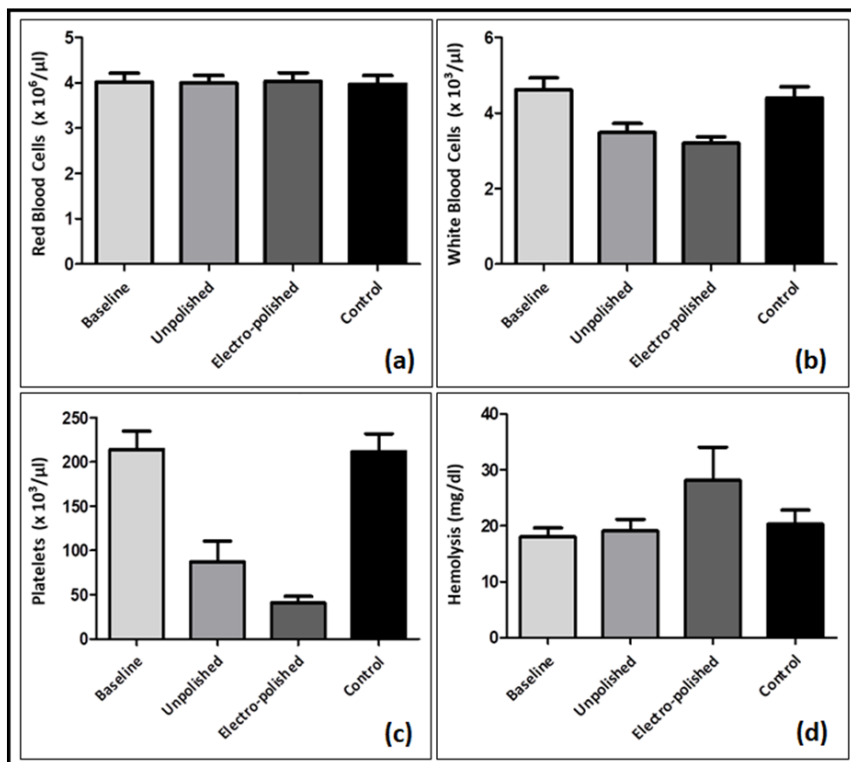 Red Blood Cells (x 10⁶/µl)
5
4
3
2
1
0
Baseline
Unpolished
Electro-polished
Control
(a)
White Blood Cells (x 10³/µl)
6
4
2
0
Baseline
Unpolished
Electro-polished
Control
(b)
Platelets (x 10³/µl)
250
200
150
100
50
0
Baseline
Unpolished
Electro-polished
Control
(c)
Hemolysis (mg/dl)
40
30
20
10
0
Baseline
Unpolished
Electro-polished
Control
(d)